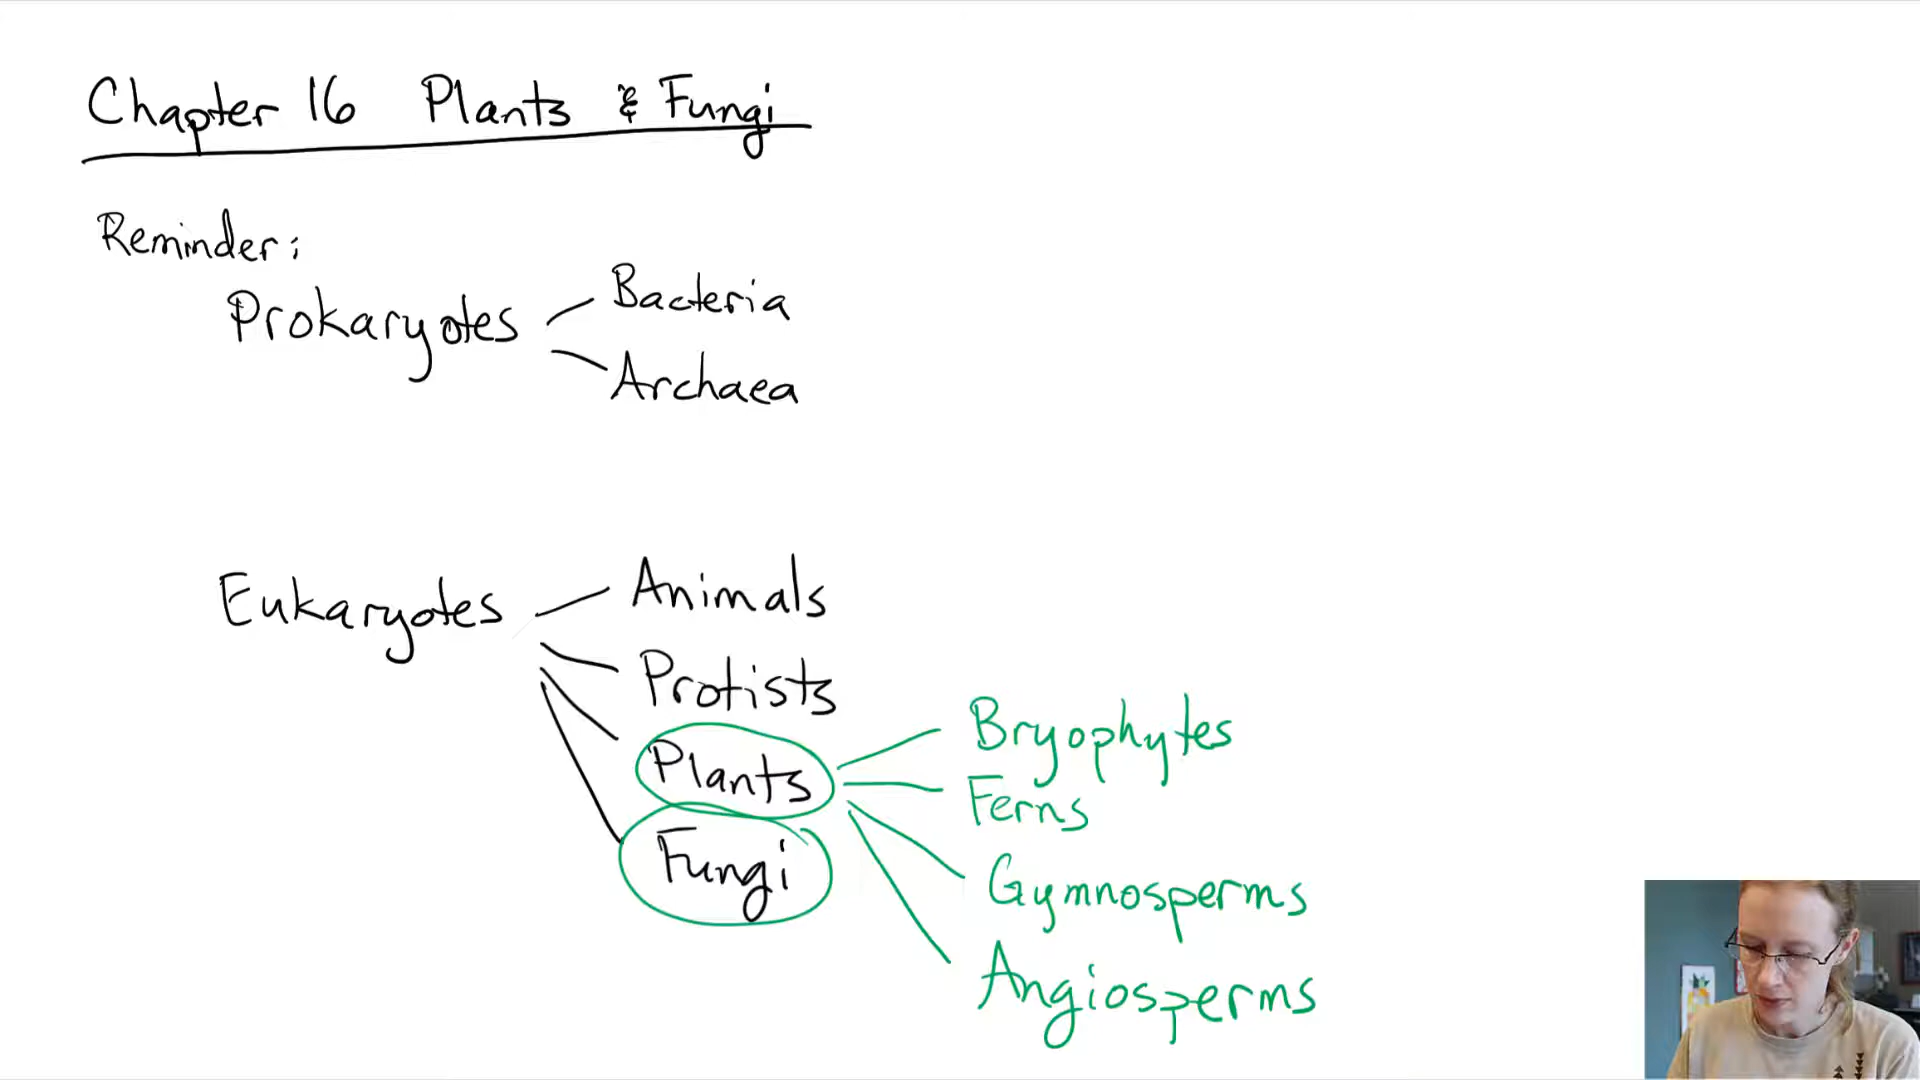 Chapter 16 Plants & Fungi
Reminder:
Prokaryotes
Bacteria
Archaea
Eukaryotes
Animals
Protists
Plants
Fungi
Bryophytes
Ferns
Gymnosperms
Angiosperms